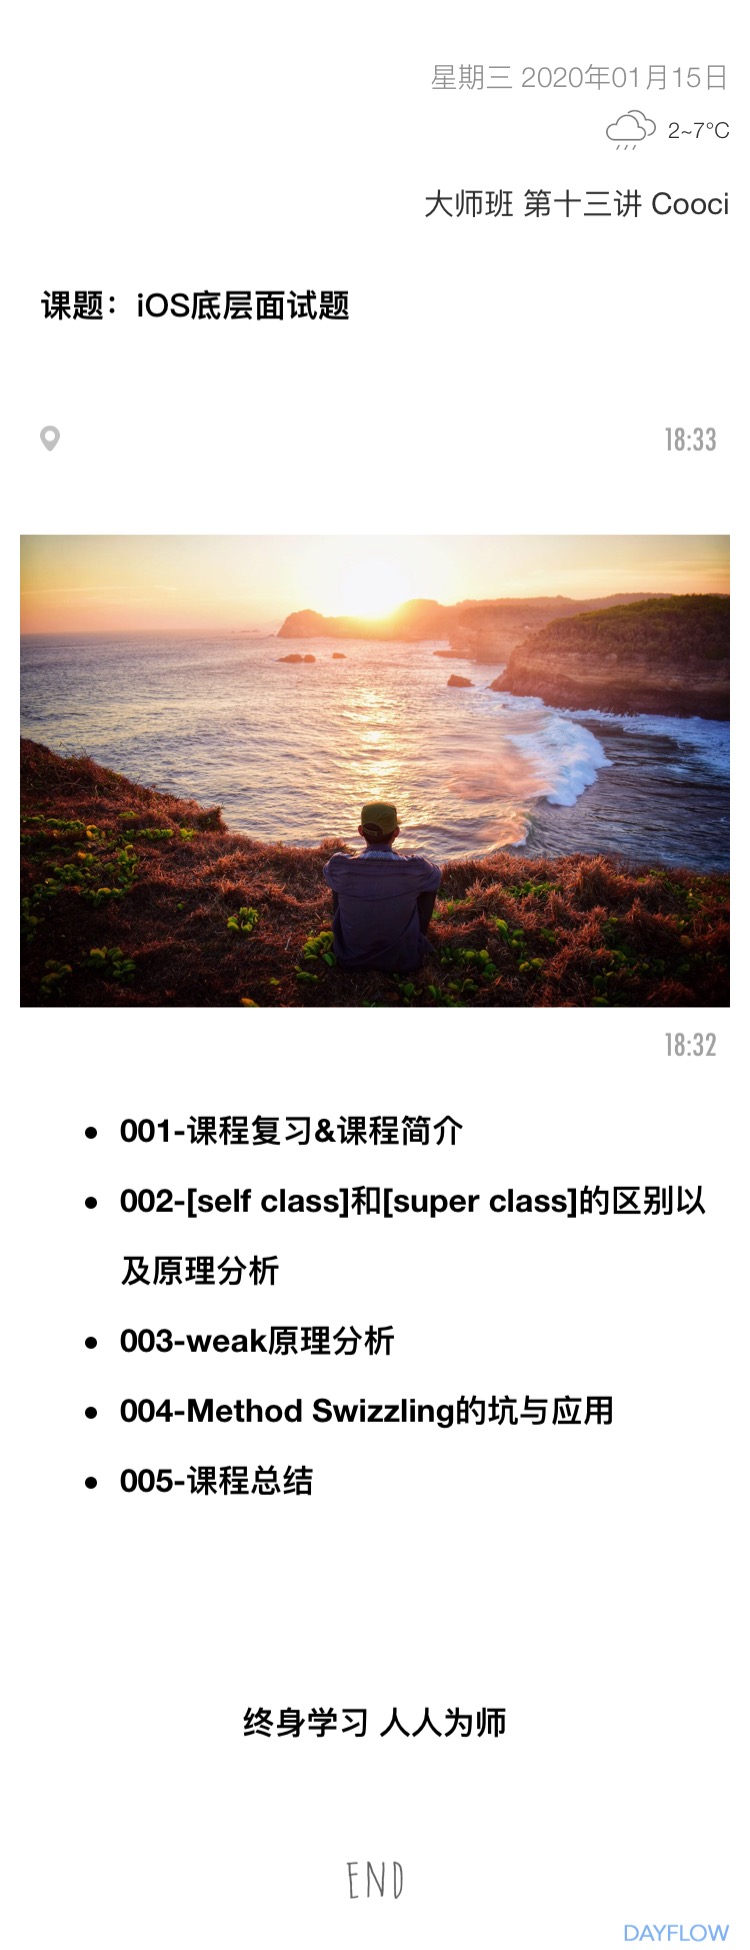 星期三 2020年01月15日
2~7°C
大师班 第十三讲 Cooci
课题：iOS底层面试题
18:33
18:32
• 001-课程复习&课程简介
• 002-[self class]和[super class]的区别以
及原理分析
• 003-weak原理分析
• 004-Method Swizzling的坑与应用
• 005-课程总结
终身学习 人人为师
END
DAYFLOW